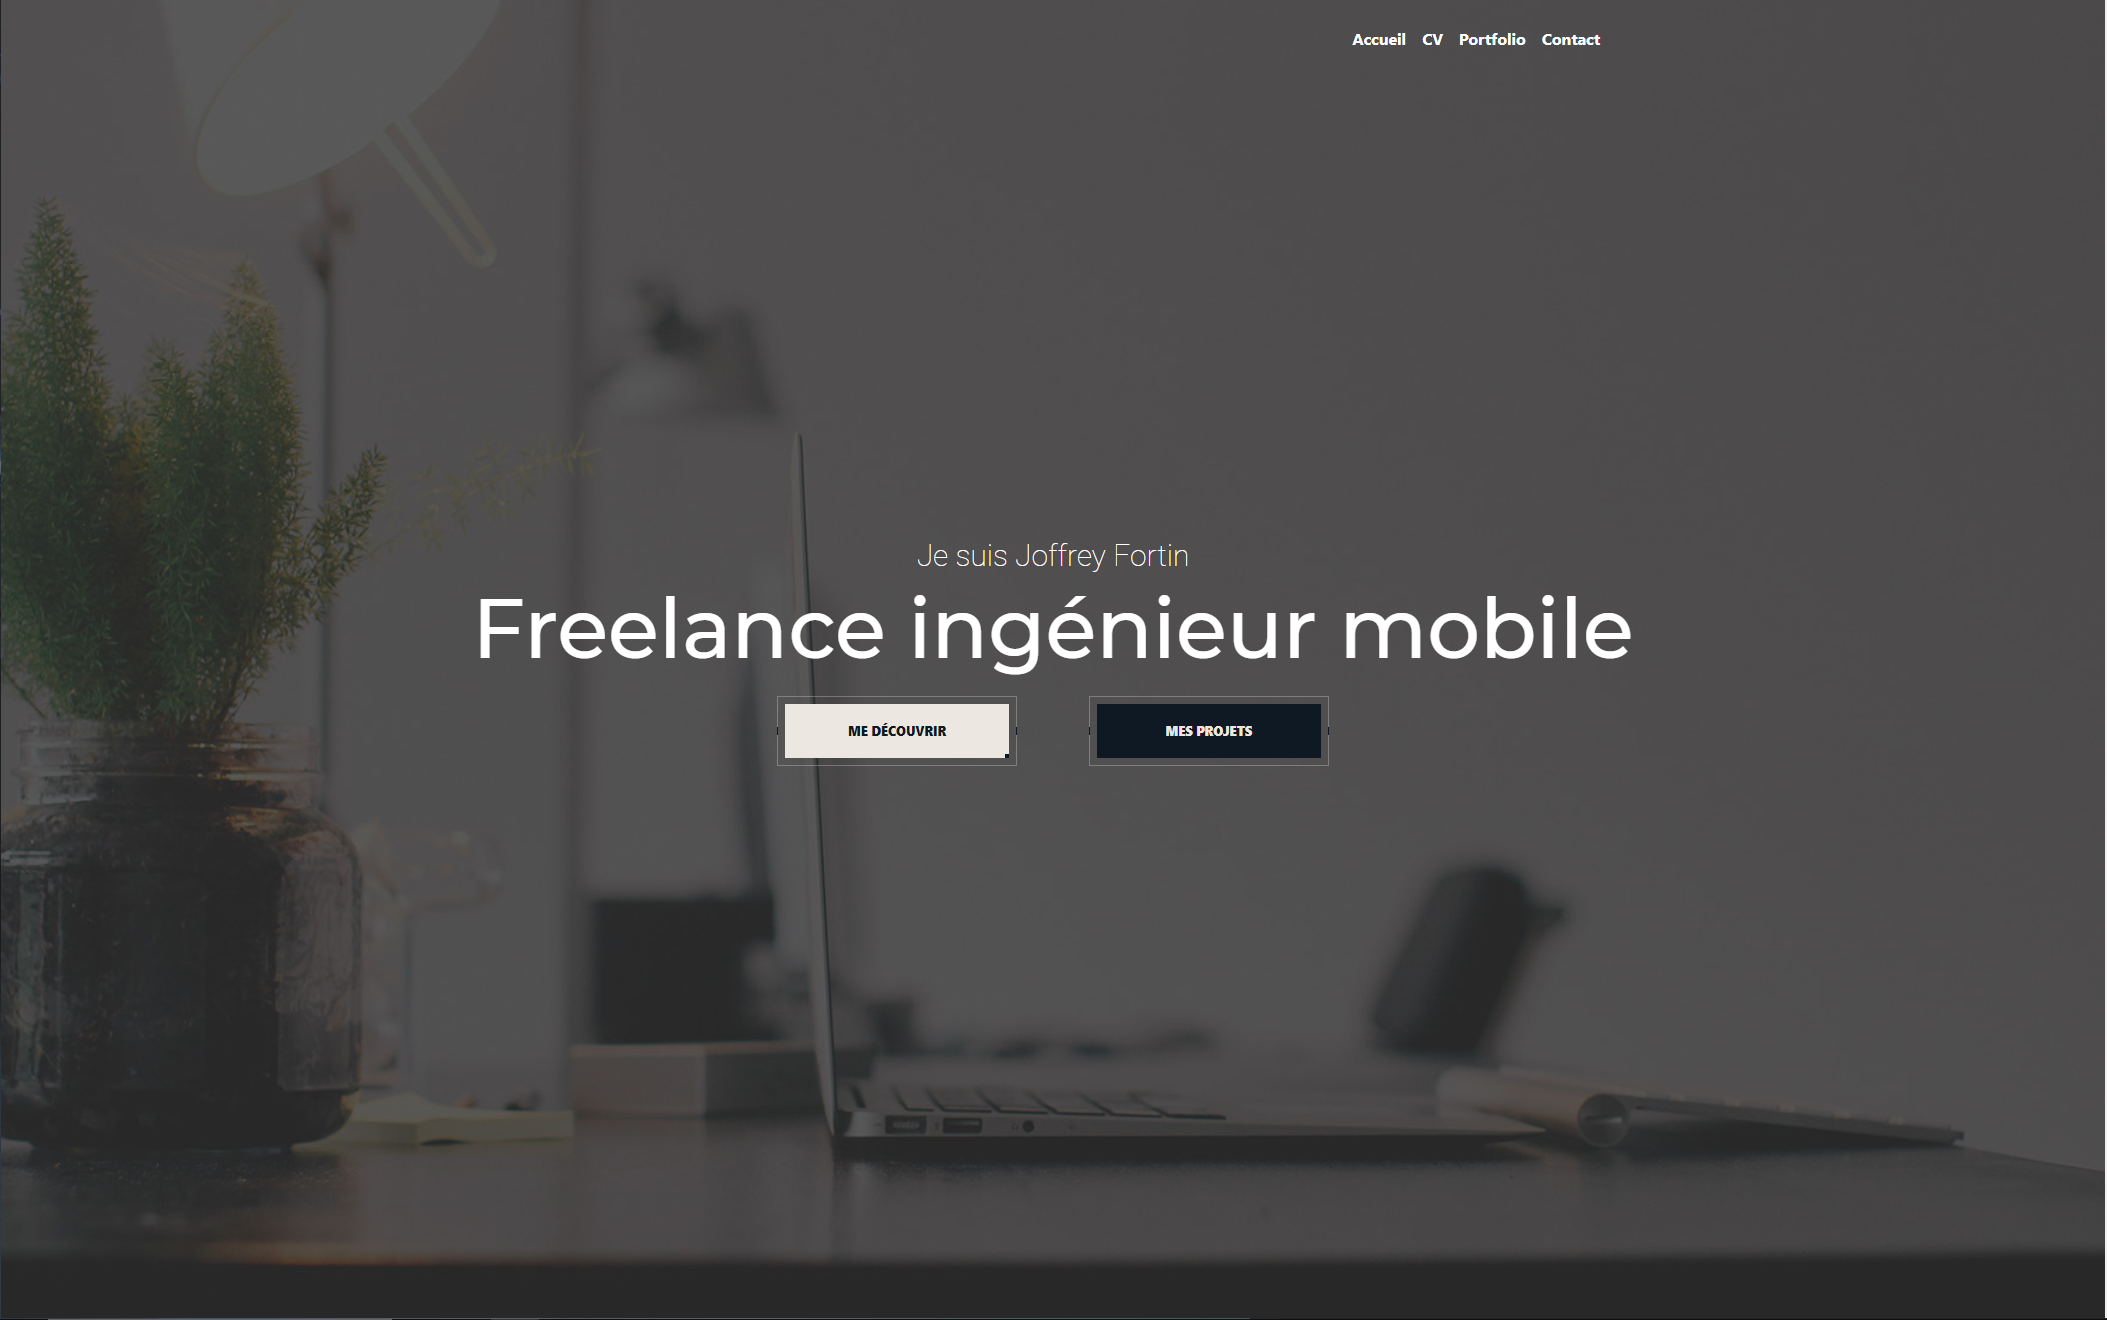 Accueil CV Portfolio Contact
Je suis Joffrey Fortin
Freelance ingénieur mobile
ME DÉCOUVRIR MES PROJETS